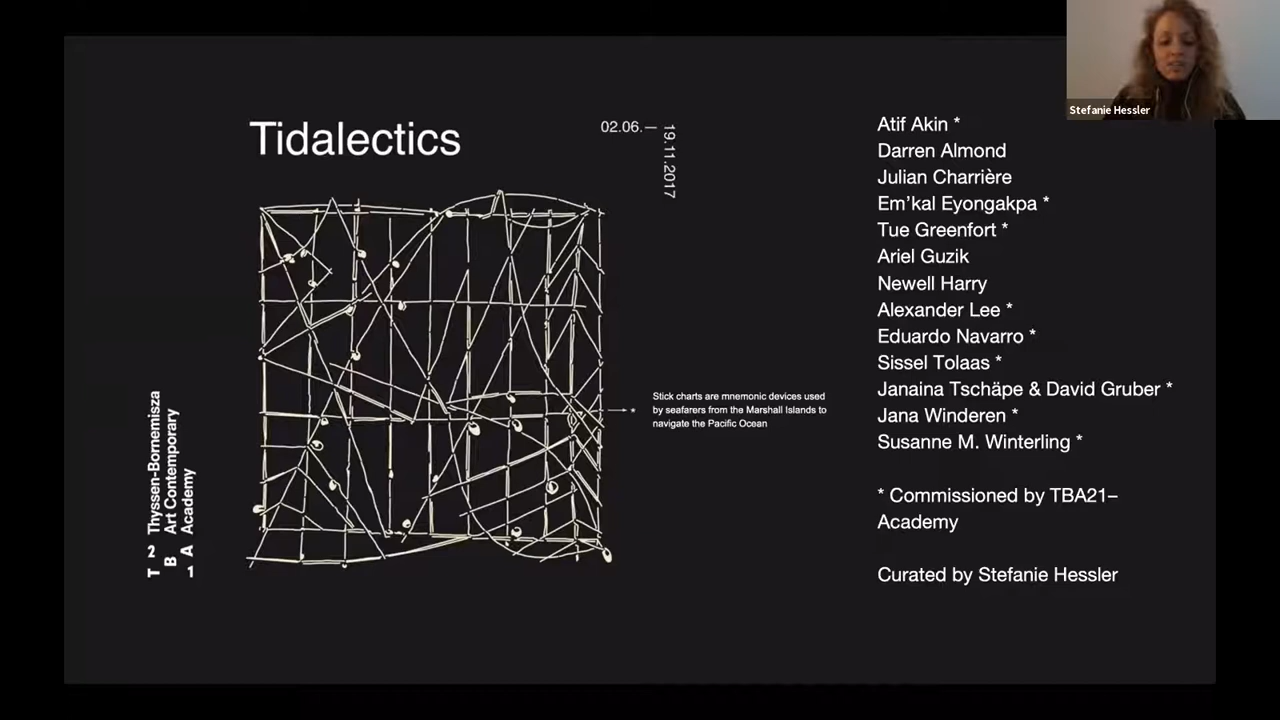 Stefanie Hessler
Tidalectics
02.06.—
19.11.2017
Stick charts are mnemonic devices used
by seafarers from the Marshall Islands to
navigate the Pacific Ocean
*
Thyssen-Bornemisza
Art Contemporary
Academy
T 2
B
1 A
Atif Akin *
Darren Almond
Julian Charrière
Em’kal Eyongakpa *
Tue Greenfort *
Ariel Guzik
Newell Harry
Alexander Lee *
Eduardo Navarro *
Sissel Tolaas *
Janaina Tschäpe & David Gruber *
Jana Winderen *
Susanne M. Winterling *
* Commissioned by TBA21–
Academy
Curated by Stefanie Hessler